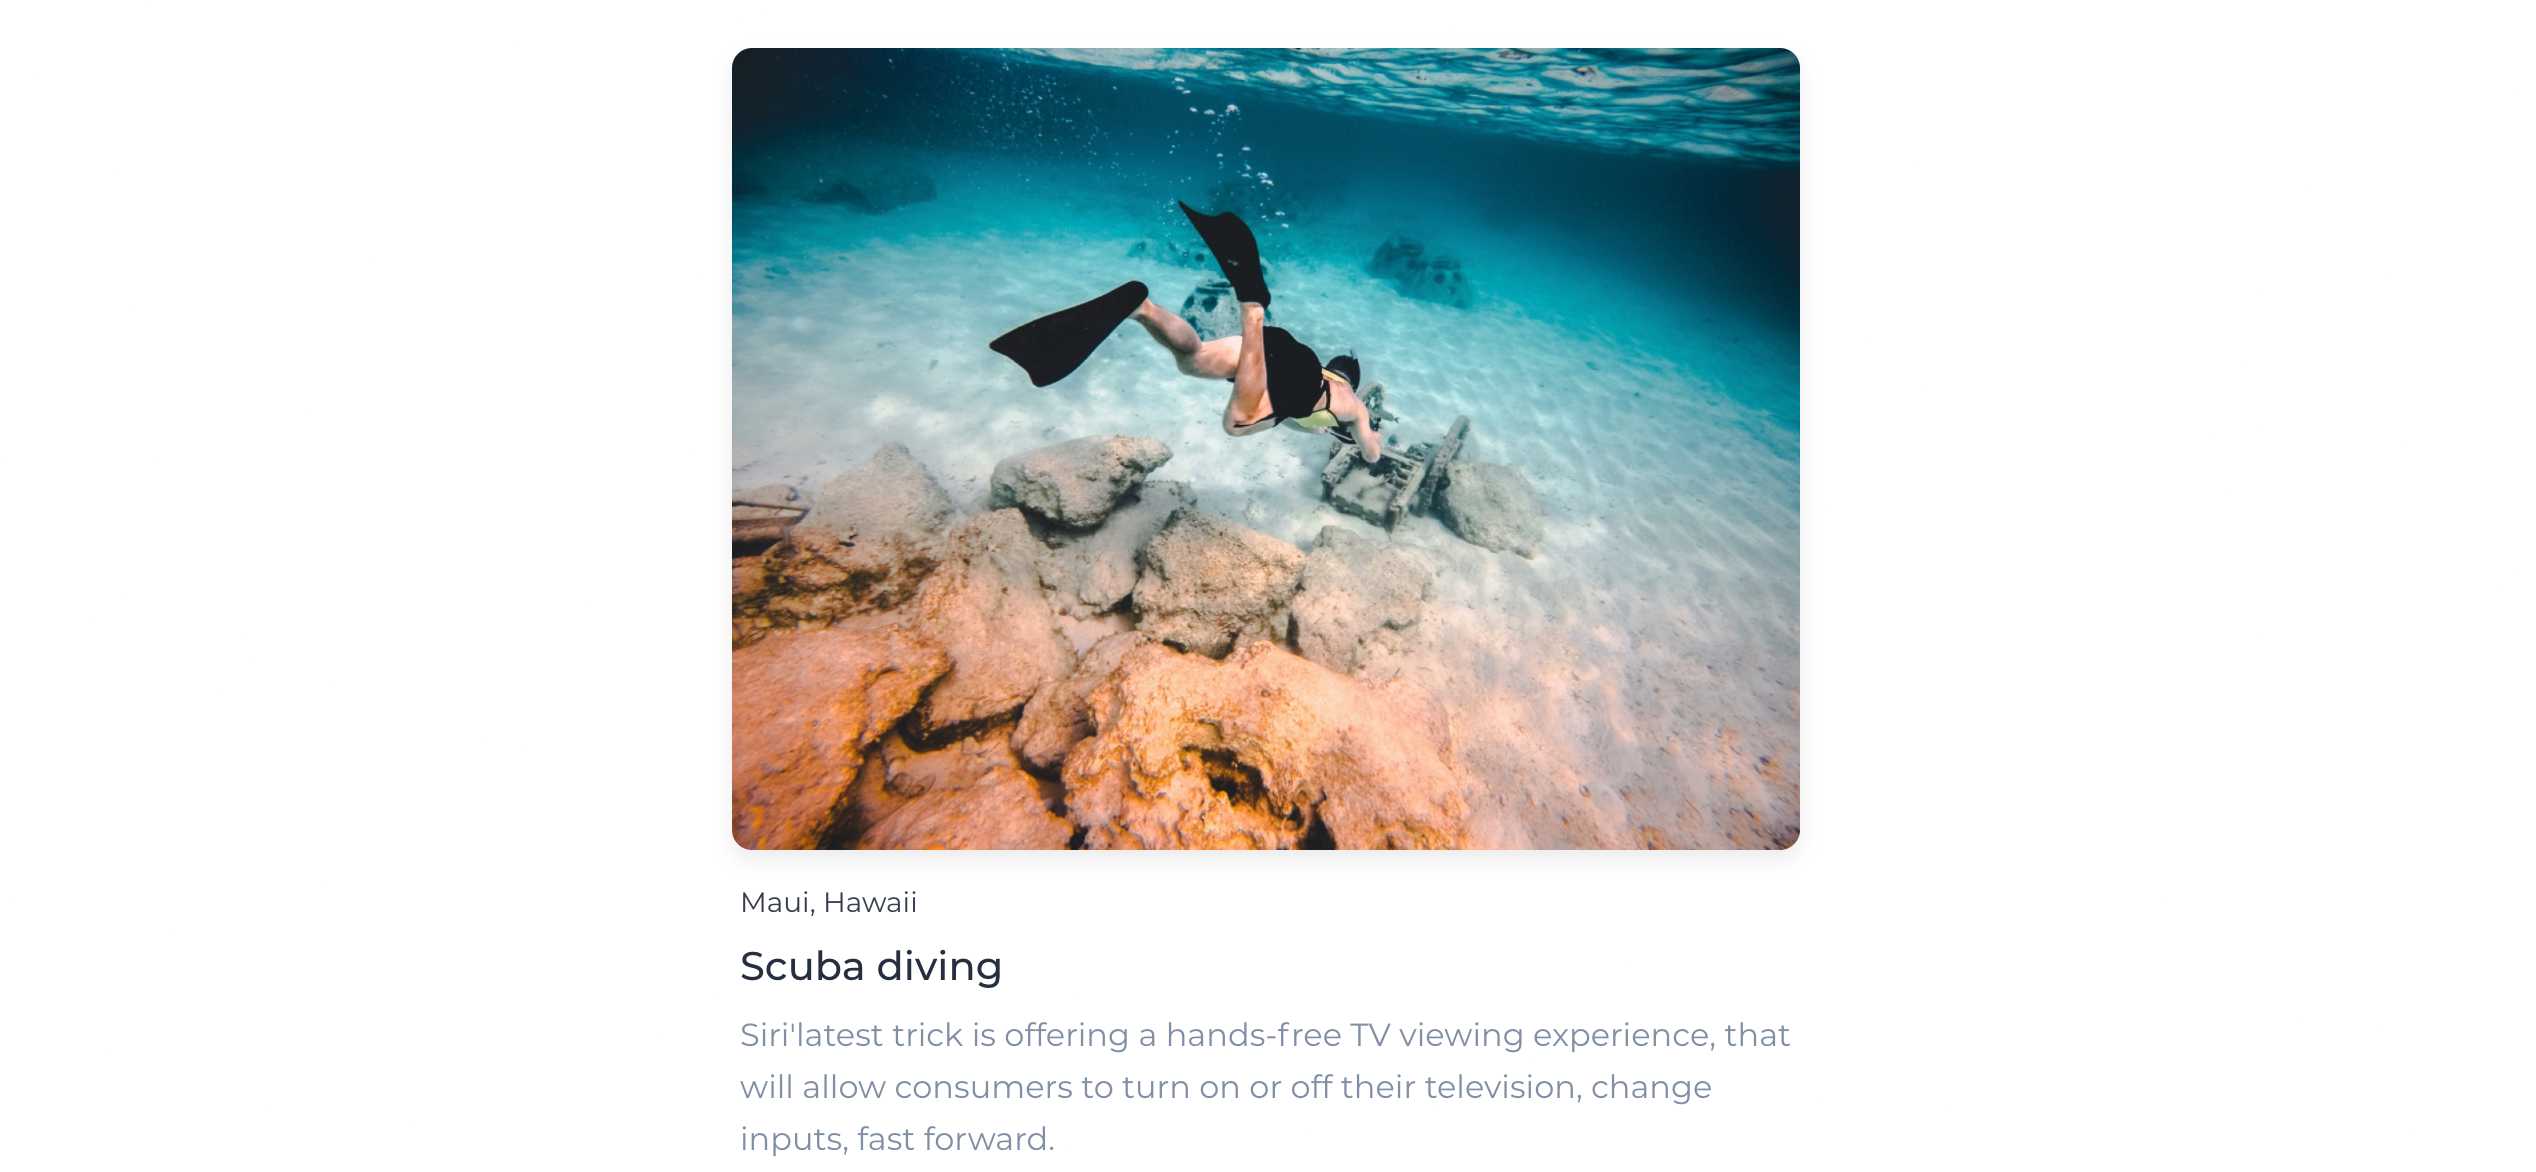 Maui, Hawaii
Scuba diving
Siri'latest trick is offering a hands-free TV viewing experience, that
will allow consumers to turn on or off their television, change
inputs, fast forward.